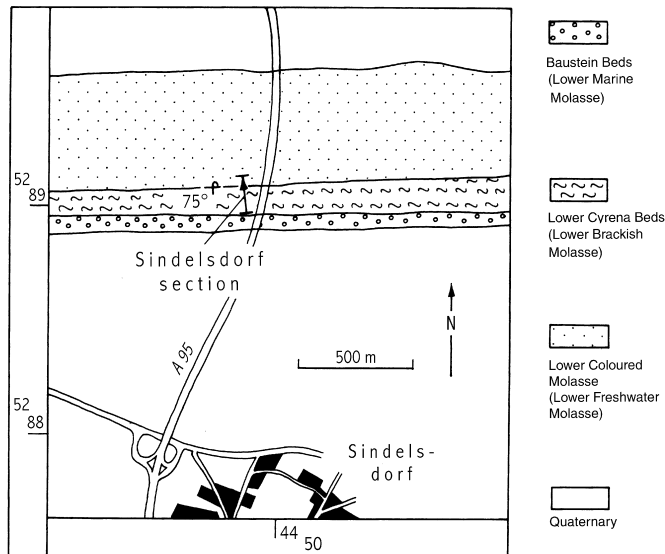 52
89
75°
Sindelsdorf
section
N
500 m
A 95
52
88
Sindels-
dorf
44
50
Baustein Beds
(Lower Marine
Molasse)
Lower Cyrena Beds
(Lower Brackish
Molasse)
Lower Coloured
Molasse
(Lower Freshwater
Molasse)
Quaternary